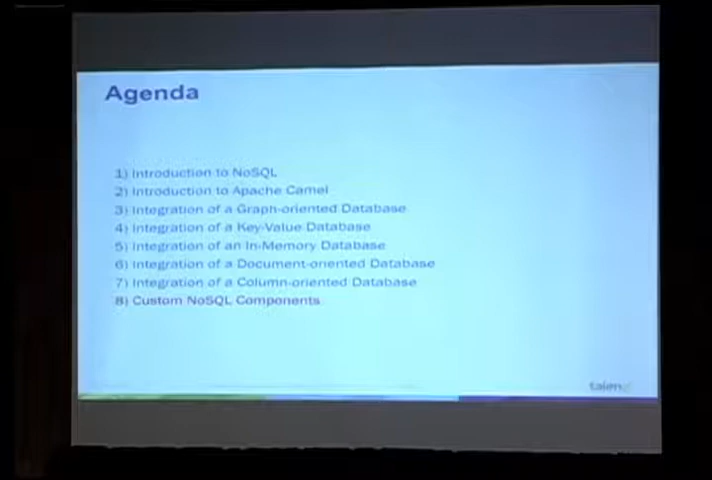 Agenda
1) Introduction to NoSQL
2) Introduction to Apache Camel
3) Integration of a Graph-oriented Database
4) Integration of a Key-Value Database
5) Integration of an In-Memory Database
6) Integration of a Document-oriented Database
7) Integration of a Column-oriented Database
8) Custom NoSQL Components
talend